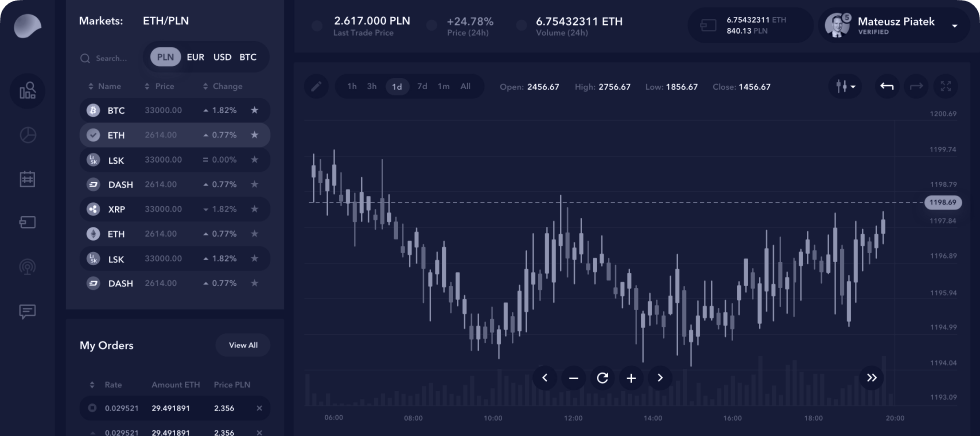 Markets: ETH/PLN
Search...
PLN EUR USD BTC
Name Price Change
BTC 33000.00 1.82%
ETH 2614.00 0.77%
LSK 33000.00 0.00%
DASH 2614.00 0.77%
XRP 33000.00 1.82%
ETH 2614.00 0.77%
LSK 33000.00 1.82%
DASH 2614.00 0.77%
My Orders View All
Rate Amount ETH Price PLN
0.029521 29.491891 2.356
0.029521 29.491891 2.356
2.617.000 PLN
Last Trade Price
+24.78%
Price (24h)
6.75432311 ETH
Volume (24h)
6.75432311 ETH
840.13 PLN
Mateusz Piatek
VERIFIED
1h 3h 1d 7d 1m All
Open: 2456.67 High: 2756.67 Low: 1856.67 Close: 1456.67
1200.69
1199.74
1198.79
1198.69
1197.84
1196.89
1195.94
1194.99
1194.04
1193.09
06:00 08:00 10:00 12:00 14:00 16:00 18:00 20:00